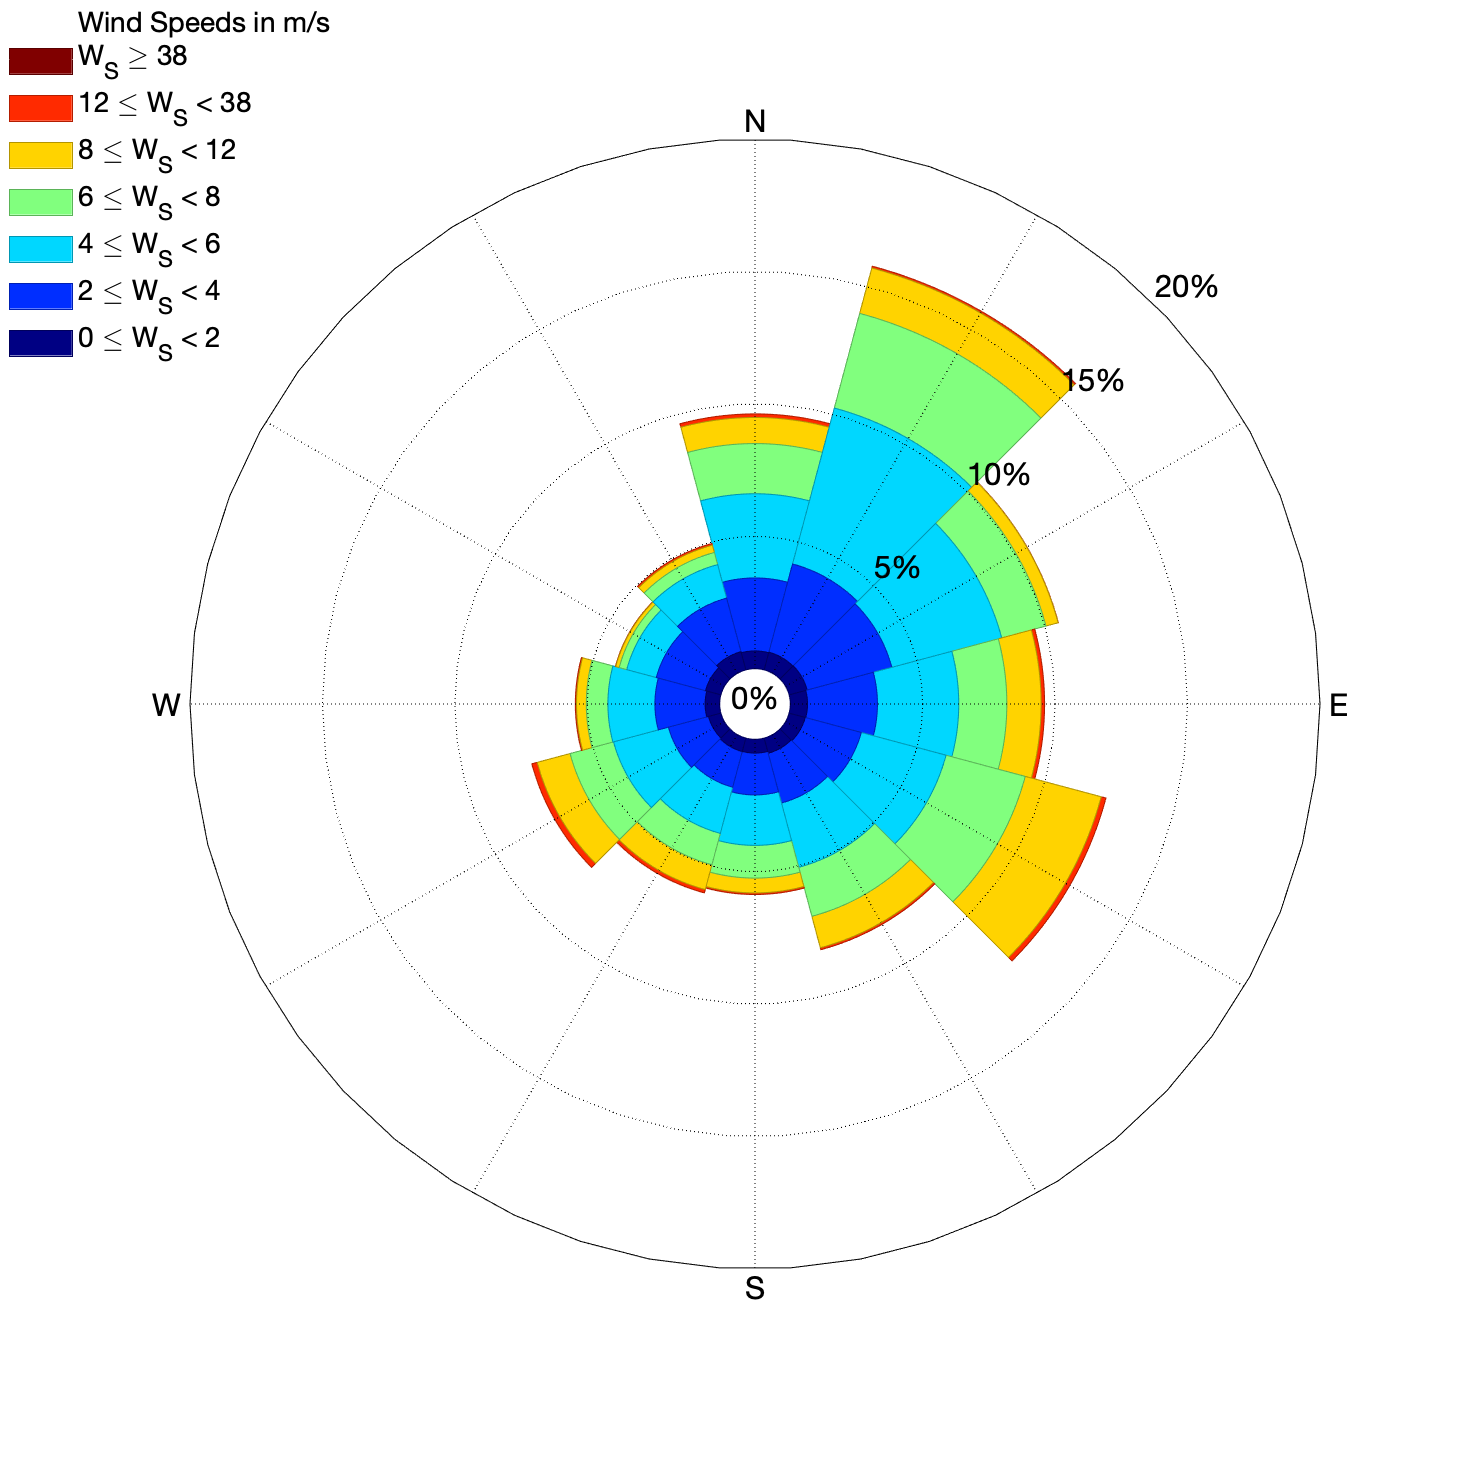 Wind Speeds in m/s
W_S ≥ 38
12 ≤ W_S < 38
8 ≤ W_S < 12
6 ≤ W_S < 8
4 ≤ W_S < 6
2 ≤ W_S < 4
0 ≤ W_S < 2
N
20%
15%
10%
5%
0%
W
E
S